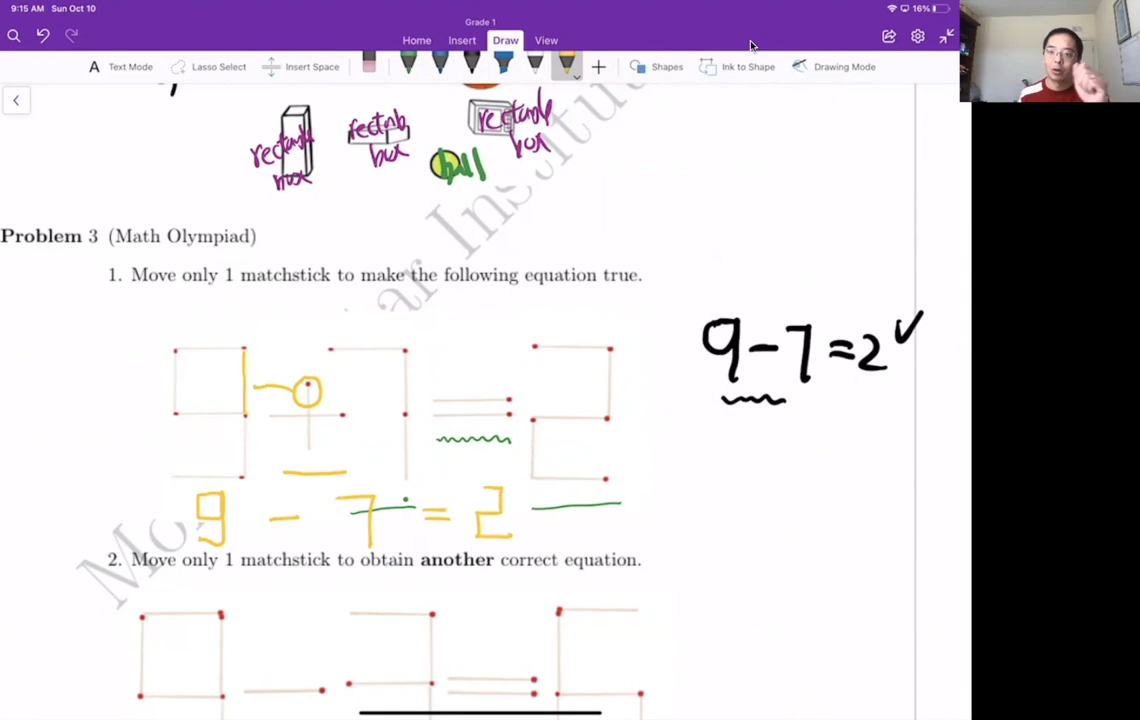 9:15 AM Sun Oct 10
16%
Grade 1
Home Insert Draw View
A Text Mode Lasso Select Insert Space Shapes Ink to Shape Drawing Mode
rectangle
box
box
rectangle
box
ball
Problem 3 (Math Olympiad)
1. Move only 1 matchstick to make the following equation true.
9 - 7 = 2 ✓
9 - 7 = 2
2. Move only 1 matchstick to obtain another correct equation.